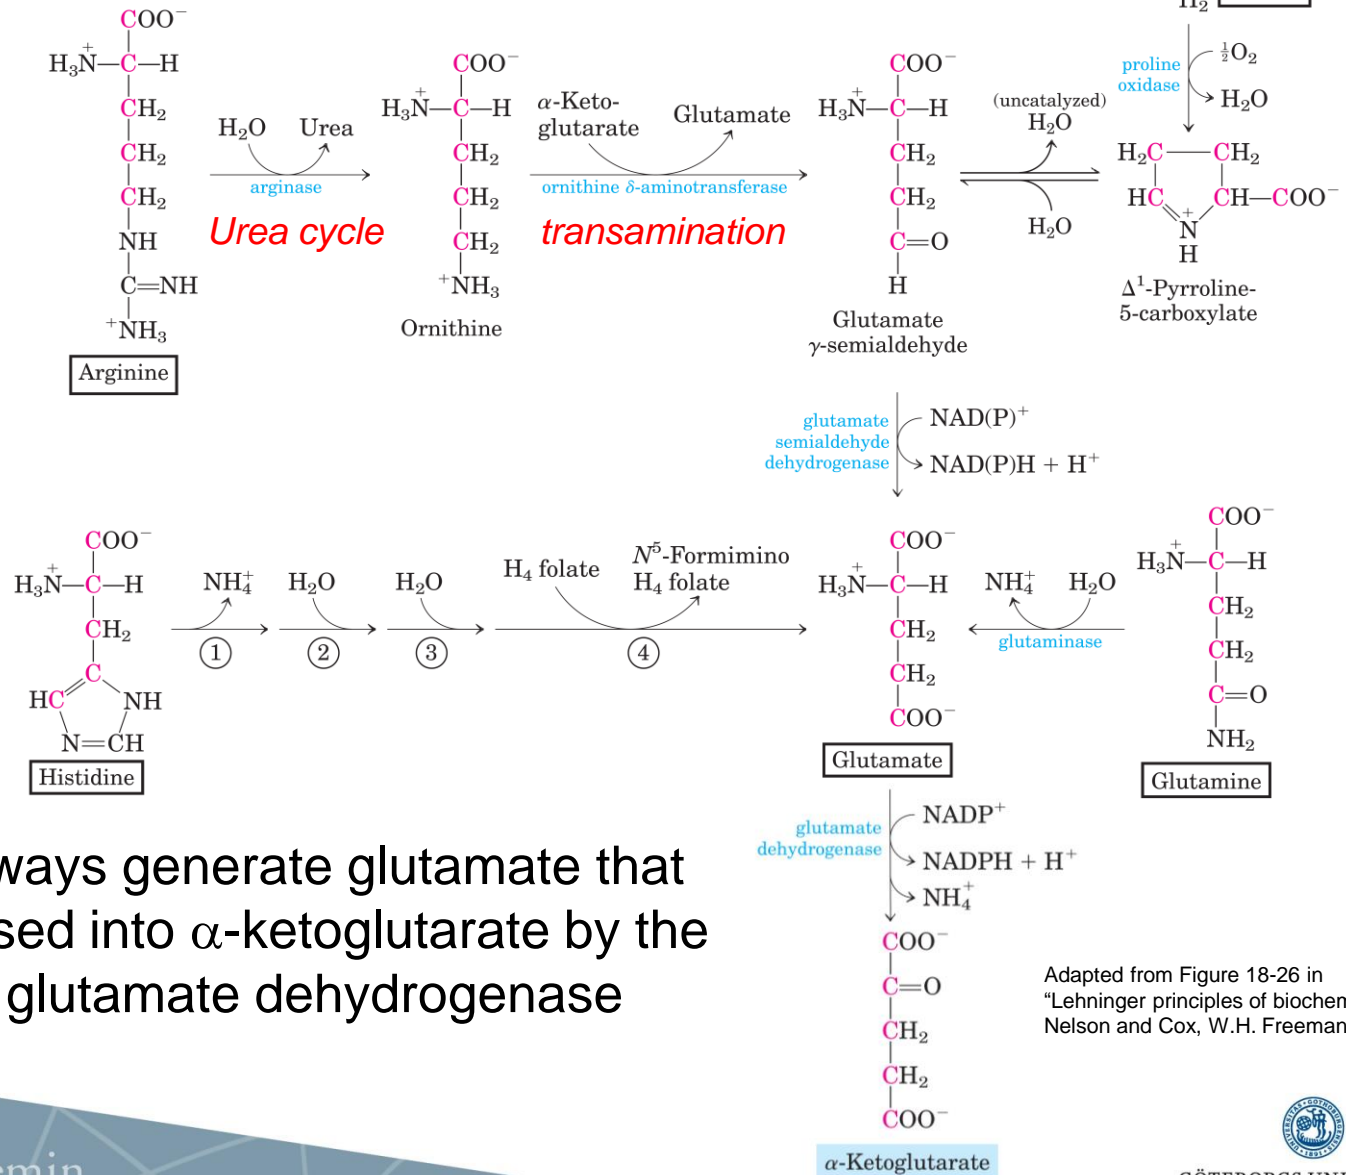 COO⁻
H₃N⁺—C—H
CH₂
CH₂
CH₂
NH
C=NH
⁺NH₃
Arginine
H₂O Urea
arginase
Urea cycle
COO⁻
H₃N⁺—C—H
CH₂
CH₂
CH₂
⁺NH₃
Ornithine
α-Keto-
glutarate
Glutamate
ornithine δ-aminotransferase
transamination
COO⁻
H₃N⁺—C—H
CH₂
CH₂
C=O
H
Glutamate
γ-semialdehyde
(uncatalyzed)
H₂O
H₂O
H₂
proline
oxidase
½O₂
H₂O
H₂C—CH₂
HC CH—COO⁻
N⁺
H
Δ¹-Pyrroline-
5-carboxylate
glutamate
semialdehyde
dehydrogenase
NAD(P)⁺
NAD(P)H + H⁺
COO⁻
H₃N⁺—C—H
CH₂
C
HC NH
N=CH
Histidine
NH₄⁺ H₂O H₂O
① ② ③
H₄ folate
N⁵-Formimino
H₄ folate
④
COO⁻
H₃N⁺—C—H
CH₂
CH₂
COO⁻
Glutamate
NH₄⁺ H₂O
glutaminase
COO⁻
H₃N⁺—C—H
CH₂
CH₂
C=O
NH₂
Glutamine
glutamate
dehydrogenase
NADP⁺
NADPH + H⁺
NH₄⁺
COO⁻
C=O
CH₂
CH₂
COO⁻
α-Ketoglutarate
ways generate glutamate that
sed into α-ketoglutarate by the
glutamate dehydrogenase
Adapted from Figure 18-26 in
“Lehninger principles of biochem
Nelson and Cox, W.H. Freeman
emin
GÖTEBORGS UNI